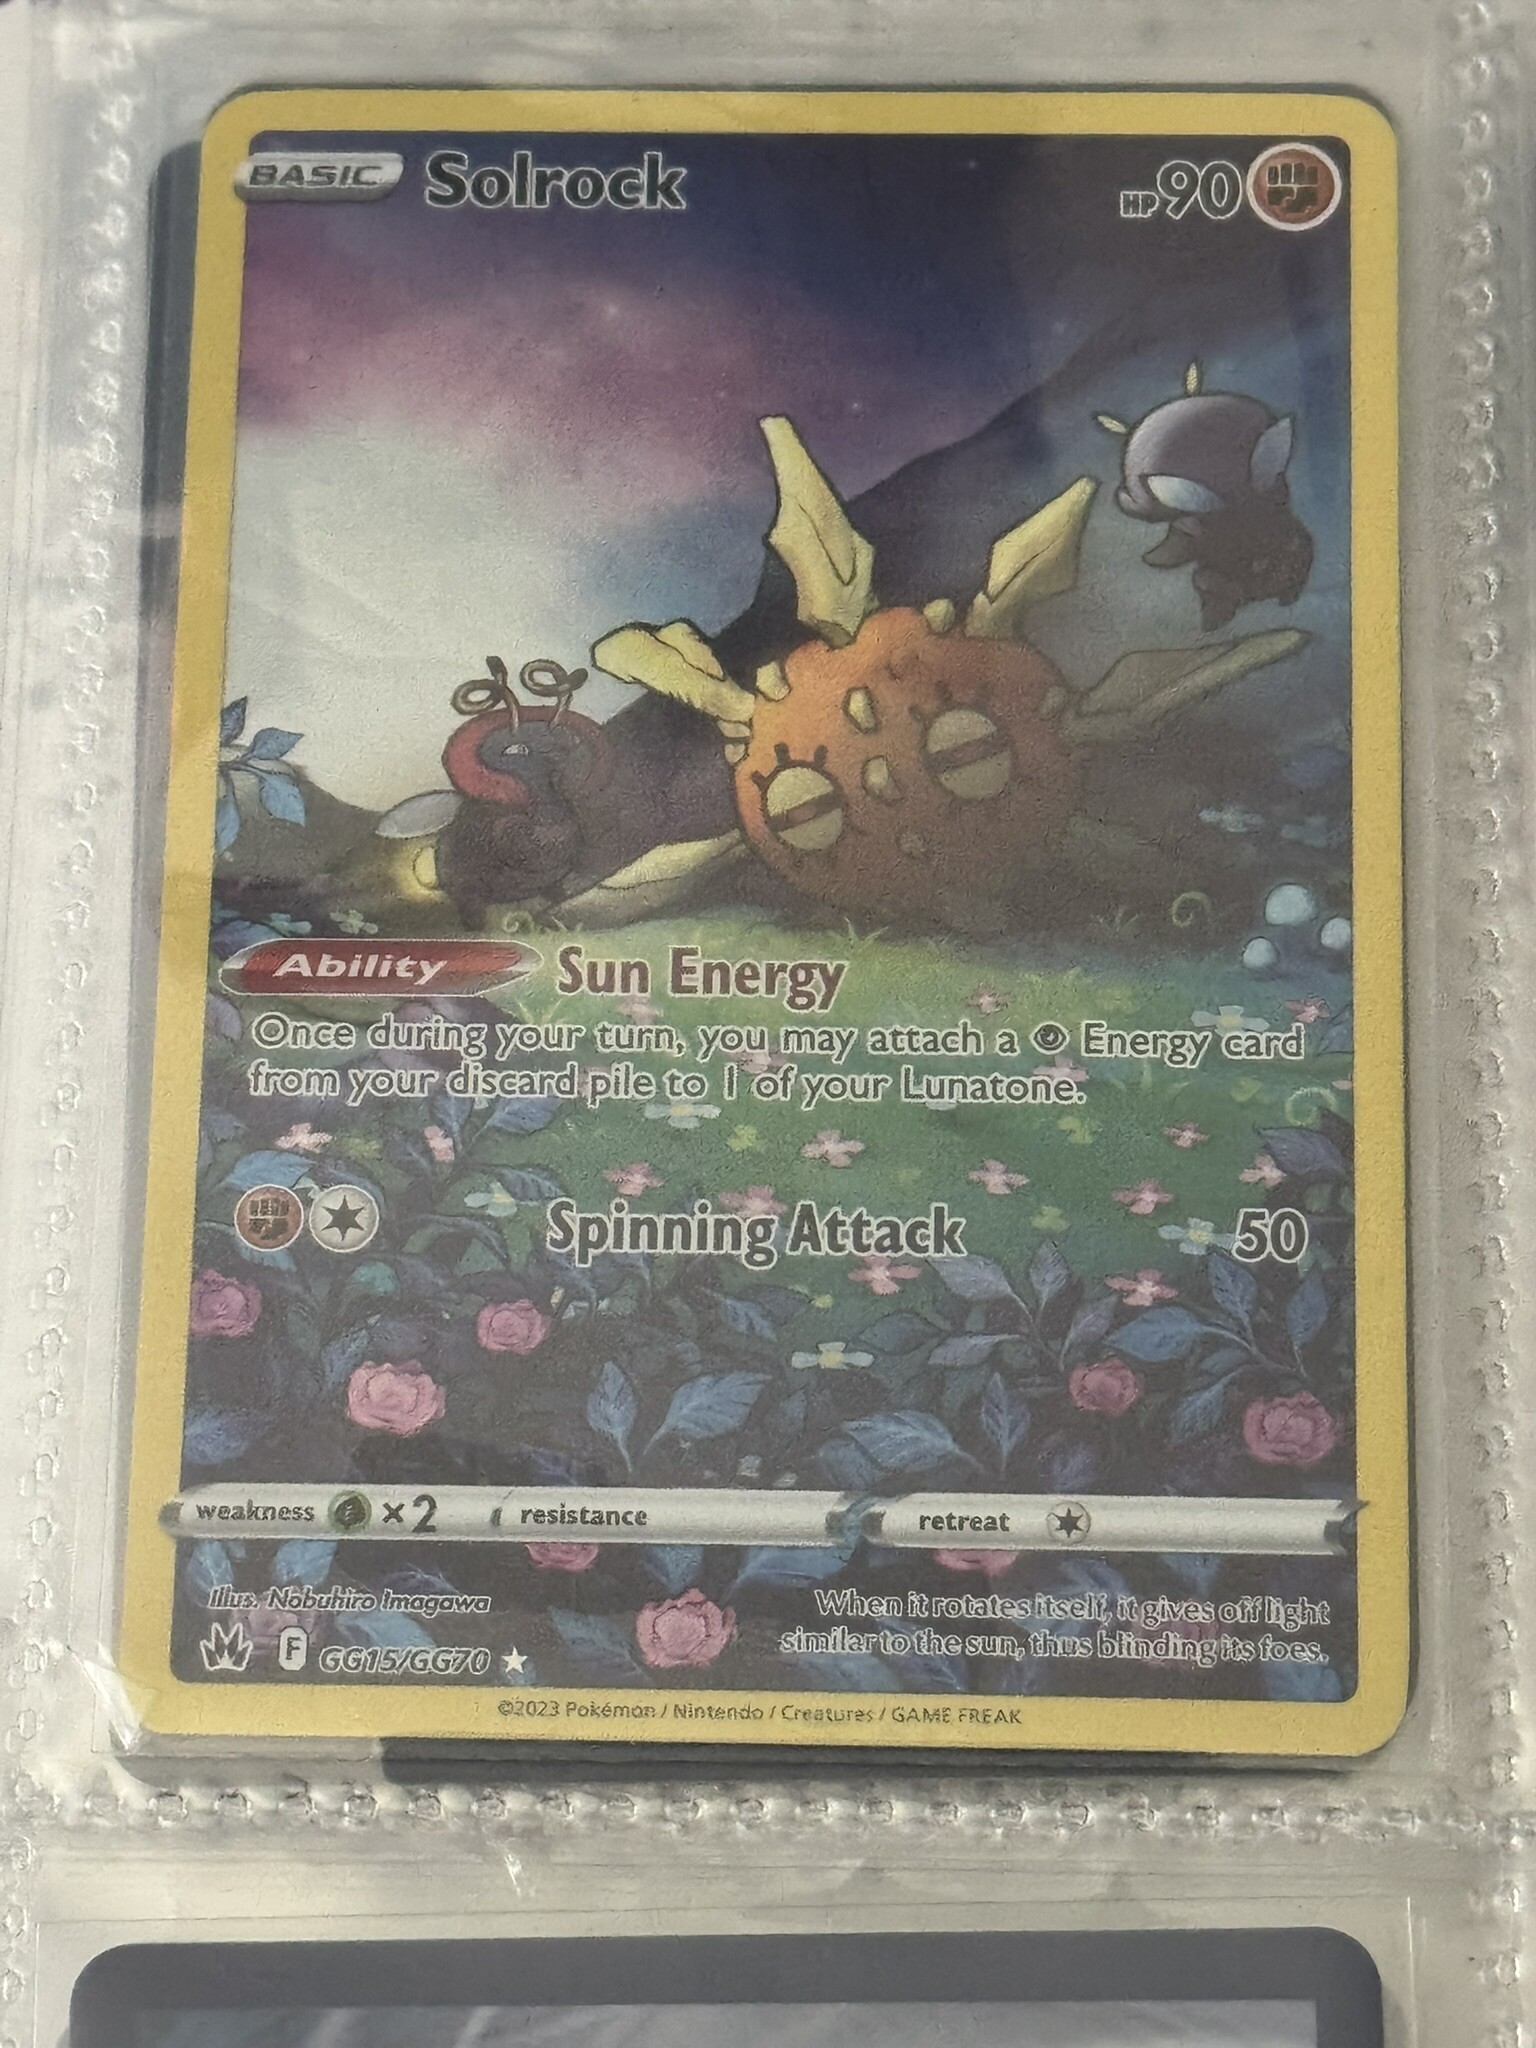 BASIC Solrock HP 90
Ability Sun Energy
Once during your turn, you may attach a Energy card
from your discard pile to 1 of your Lunatone.
Spinning Attack 50
weakness ×2 resistance retreat
Illus. Nobuhiro Imagawa
When it rotates itself, it gives off light
similar to the sun, thus blinding its foes.
F GG15/GG70
©2023 Pokémon / Nintendo / Creatures / GAME FREAK